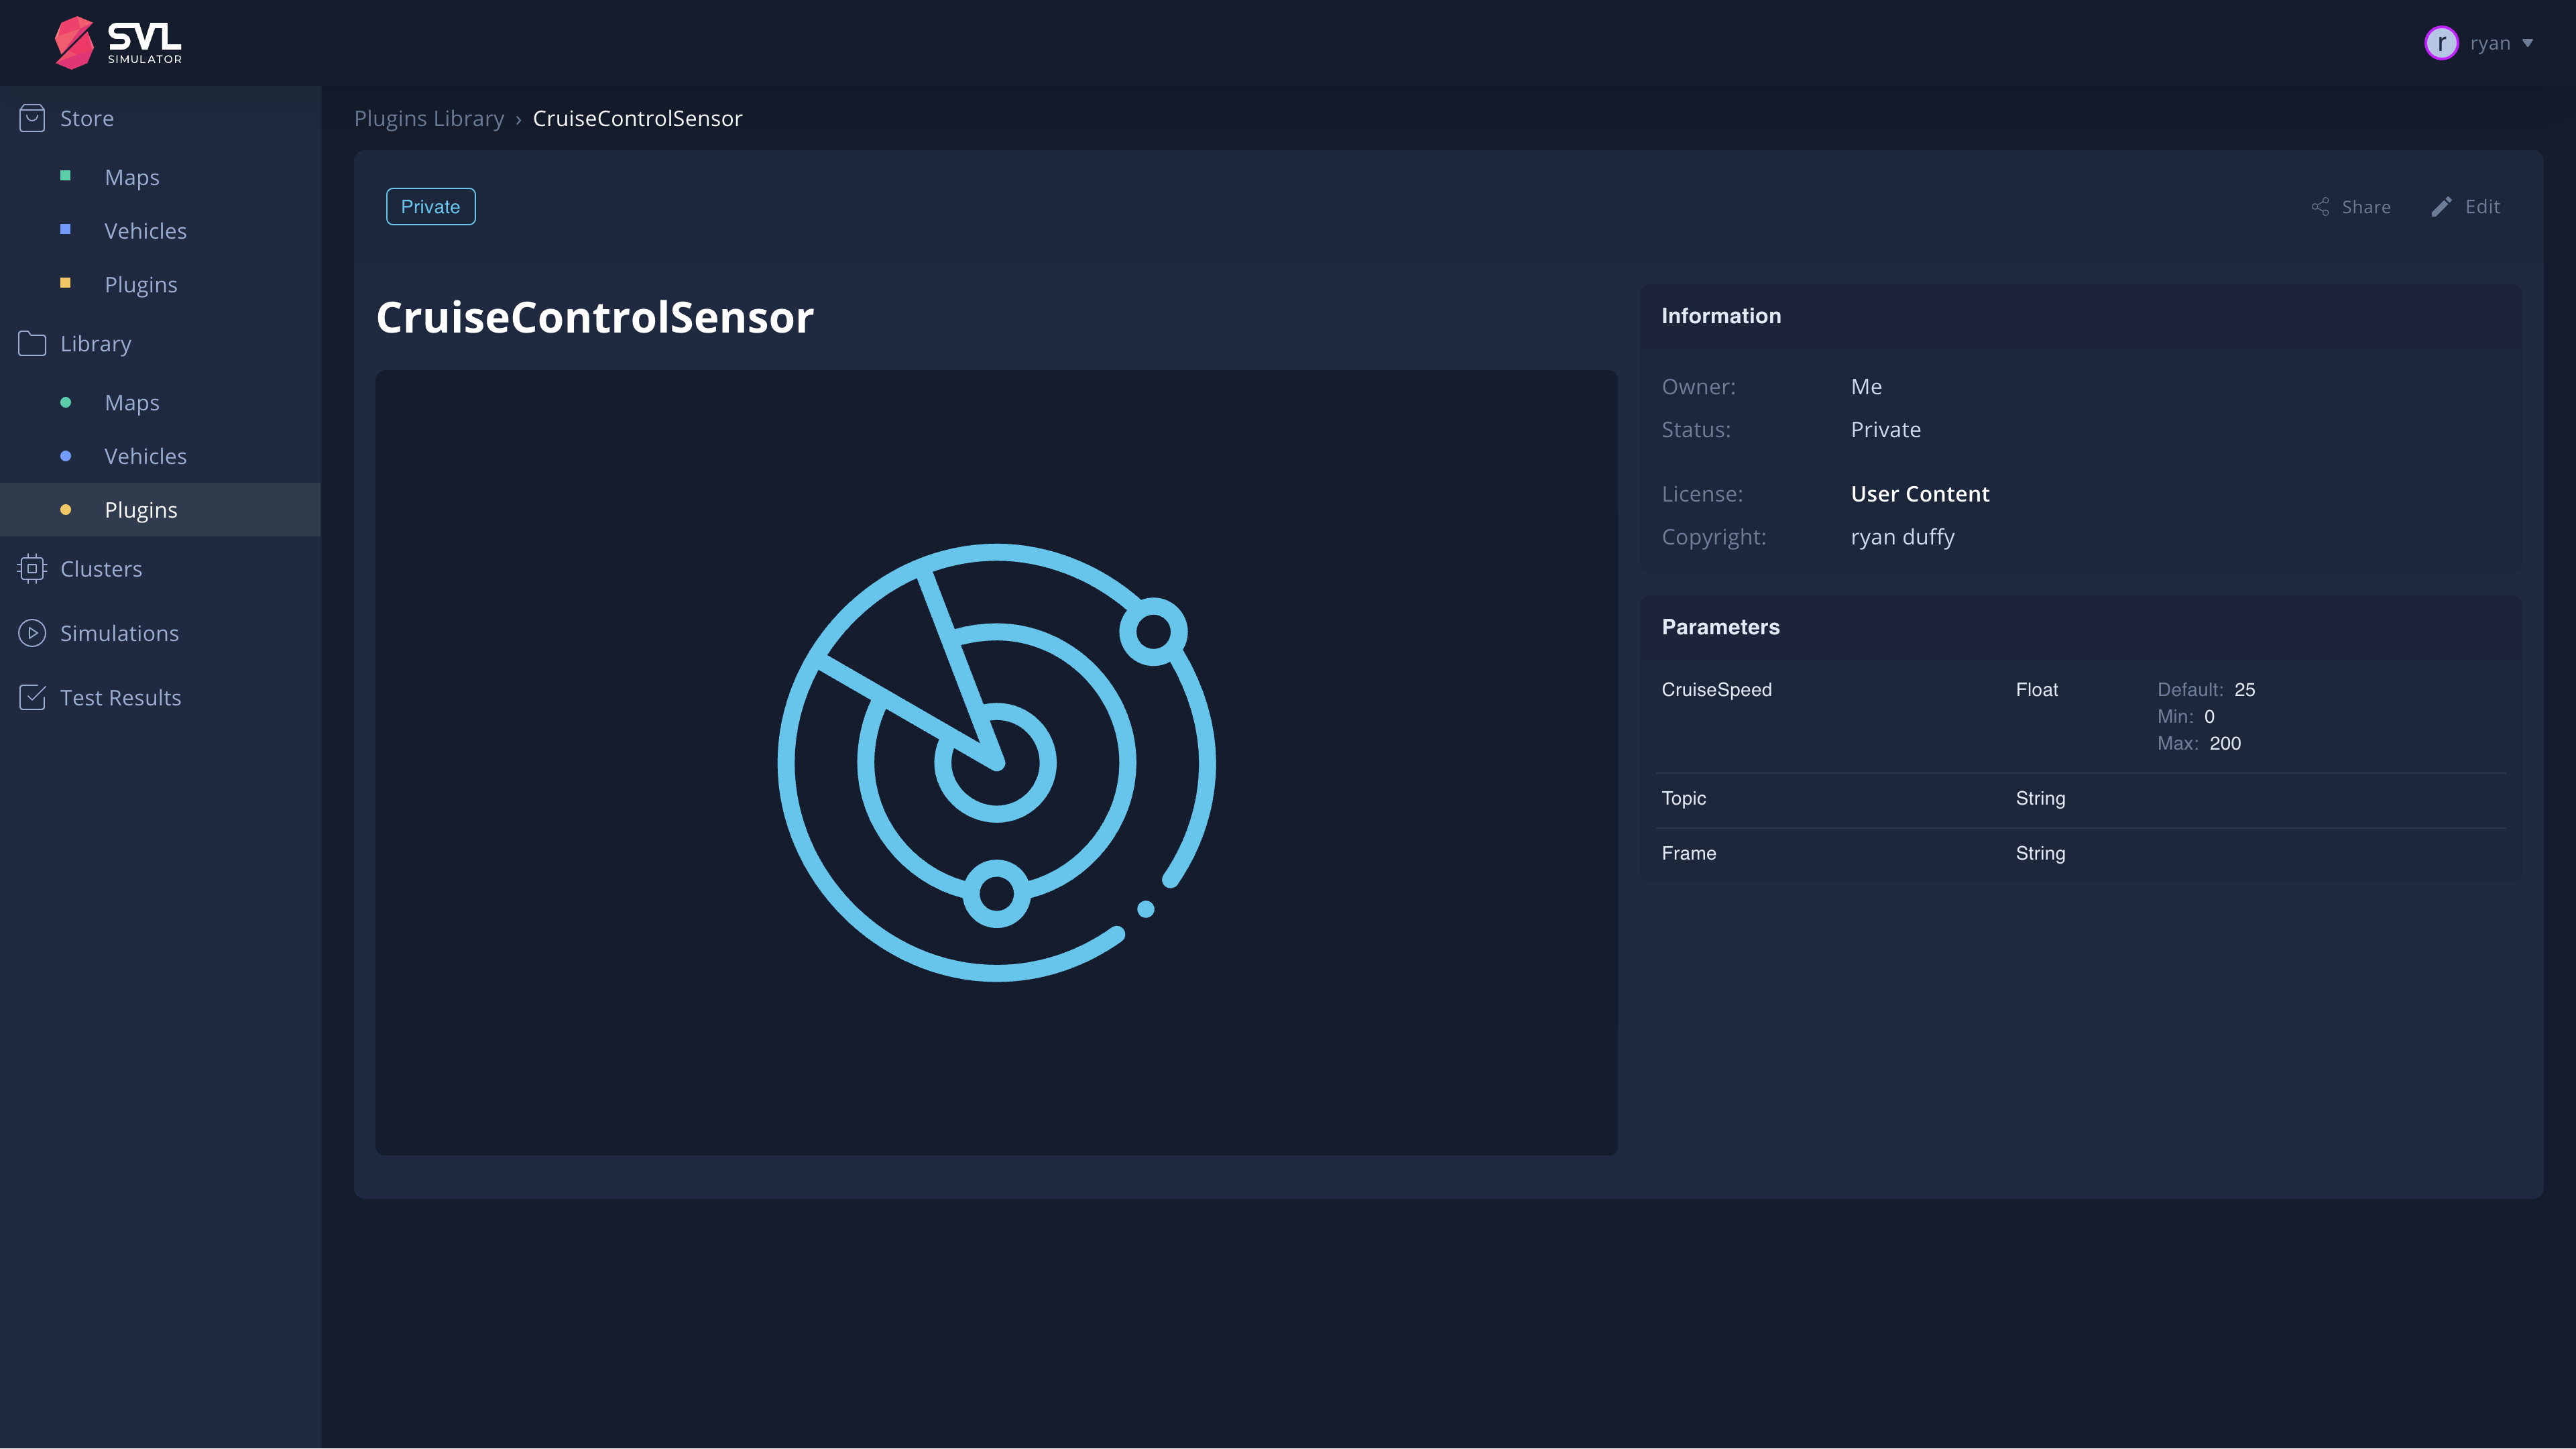 SVL
SIMULATOR
r ryan
Store
Maps
Vehicles
Plugins
Library
Maps
Vehicles
Plugins
Clusters
Simulations
Test Results
Plugins Library › CruiseControlSensor
Private
Share Edit
CruiseControlSensor
Information
Owner: Me
Status: Private
License: User Content
Copyright: ryan duffy
Parameters
CruiseSpeed Float Default: 25
Min: 0
Max: 200
Topic String
Frame String